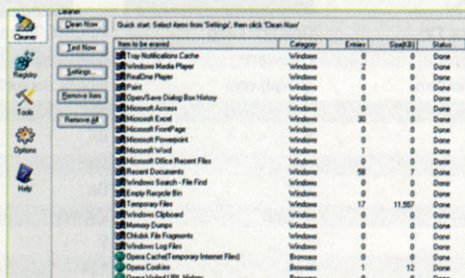 Cleaner
Clean Now
Quick start: Select items from 'Settings', then click 'Clean Now'
Cleaner
Test Now
Item to be erased Category Entries Size(KB) Status
Tray Notifications Cache Windows 0 0 Done
Windows Media Player Windows 0 0 Done
Registry
Settings...
RealOne Player Windows 0 0 Done
Paint Windows 0 0 Done
Open/Save Dialog Box Windows Done
Remove Item
Microsoft Access Windows 0 0 Done
Tools
Microsoft Excel Windows 30 Done
Remove All
Microsoft FrontPage Windows 0 0 Done
Microsoft Powerpoint Windows 0 0 Done
Options
Microsoft Word Windows 0 0 Done
Microsoft Office Recent Files Windows 0 0 Done
Recent Documents Windows 58 7 Done
Help
Windows Search - File Find Windows 0 0 Done
Empty Recycle Bin Windows 0 0 Done
Temporary Files Windows 17 11,557 Done
Windows Clipboard Windows 0 0 Done
Memory Dumps Windows 0 0 Done
Chkdsk File Fragments Windows 0 0 Done
Windows Log Files Windows 0 0 Done
Opera Cache(Temporary Internet Files) Browsers 0 0 Done
Opera Cookies Browsers 1 12 Done
Opera Visited URL History Browsers